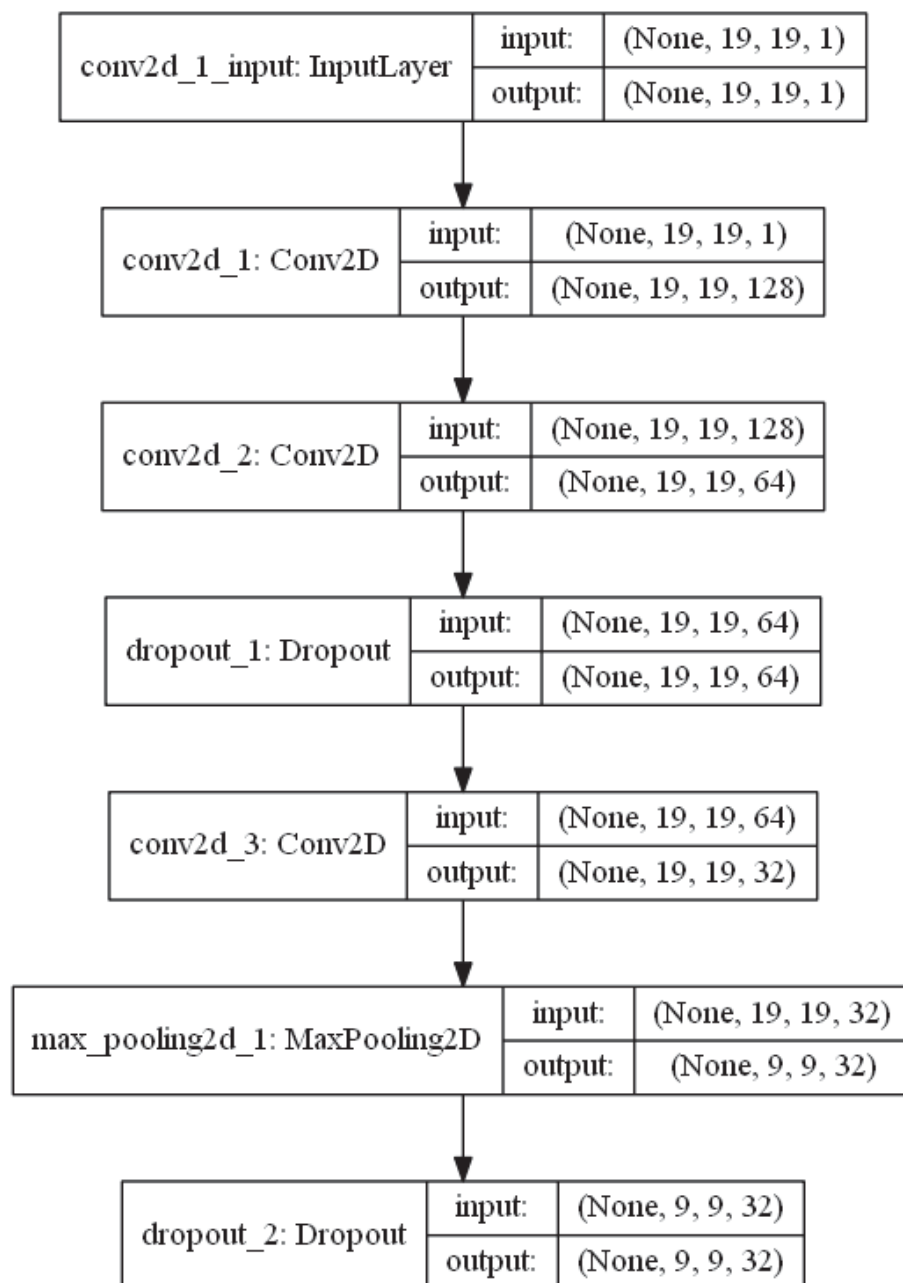 conv2d_1_input: InputLayer
input: (None, 19, 19, 1)
output: (None, 19, 19, 1)
conv2d_1: Conv2D
input: (None, 19, 19, 1)
output: (None, 19, 19, 128)
conv2d_2: Conv2D
input: (None, 19, 19, 128)
output: (None, 19, 19, 64)
dropout_1: Dropout
input: (None, 19, 19, 64)
output: (None, 19, 19, 64)
conv2d_3: Conv2D
input: (None, 19, 19, 64)
output: (None, 19, 19, 32)
max_pooling2d_1: MaxPooling2D
input: (None, 19, 19, 32)
output: (None, 9, 9, 32)
dropout_2: Dropout
input: (None, 9, 9, 32)
output: (None, 9, 9, 32)